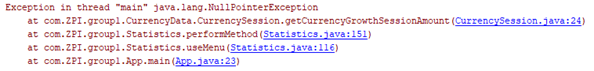 Exception in thread "main" java.lang.NullPointerException
at com.ZPI.group1.CurrencyData.CurrencySession.getCurrencyGrowthSessionAmount(CurrencySession.java:24)
at com.ZPI.group1.Statistics.performMethod(Statistics.java:151)
at com.ZPI.group1.Statistics.useMenu(Statistics.java:116)
at com.ZPI.group1.App.main(App.java:23)